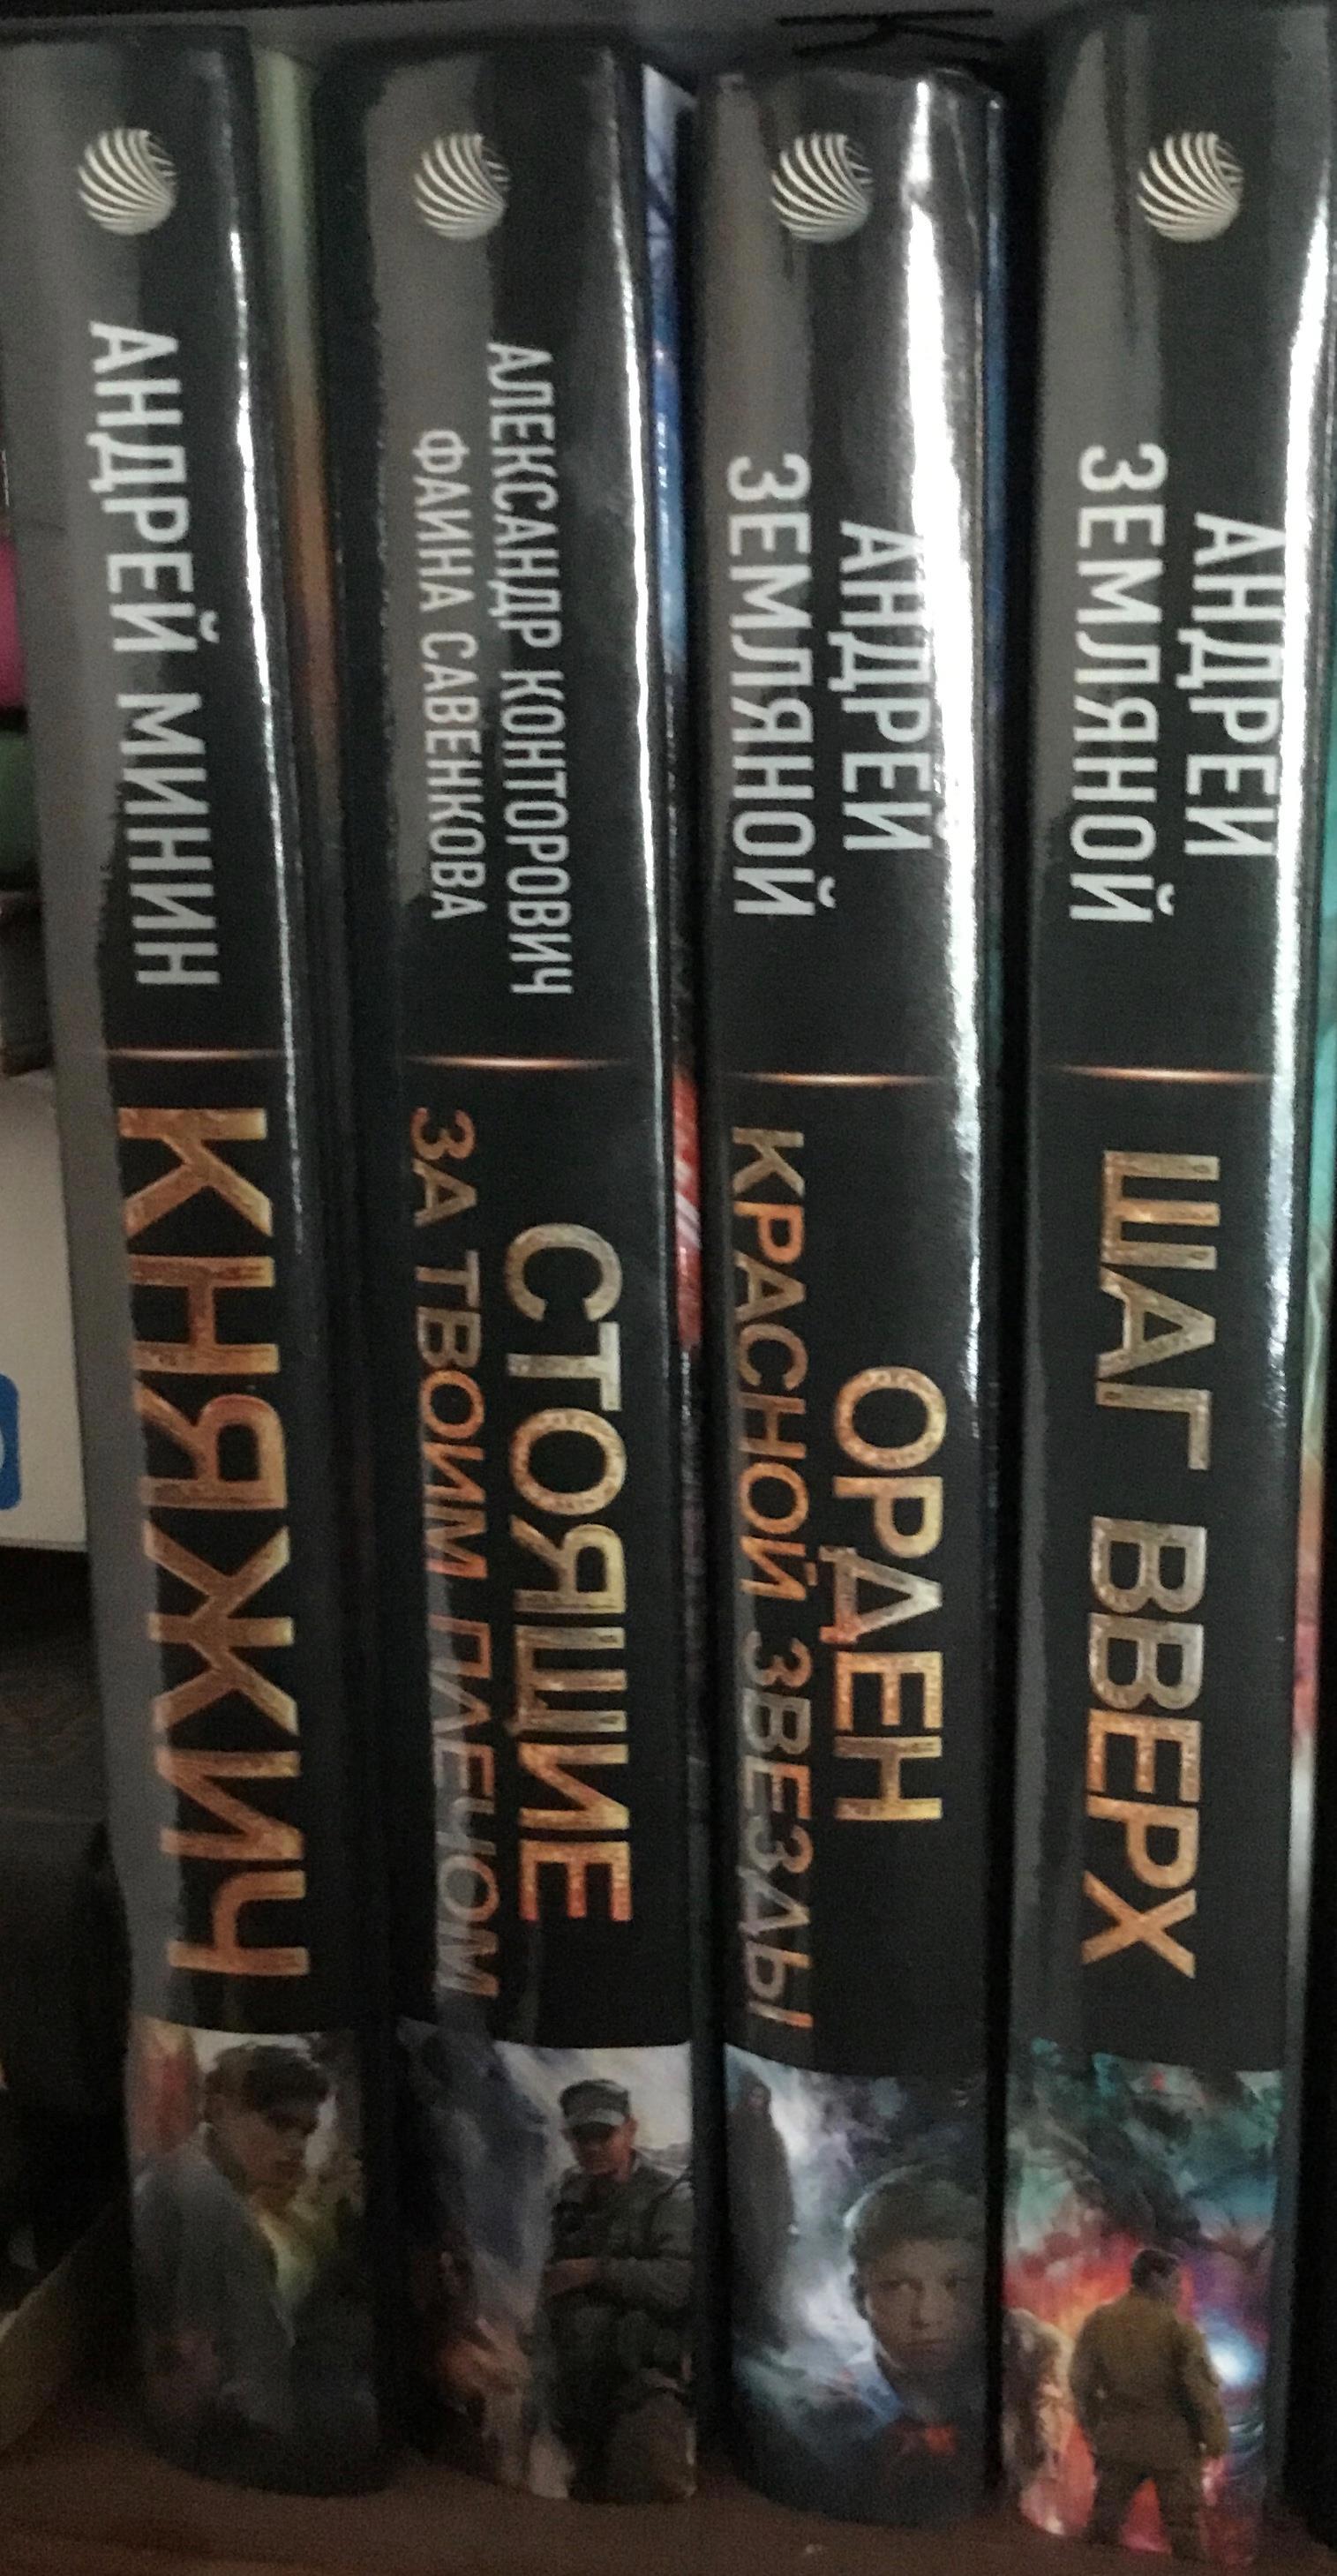 АНДРЕЙ МИНИН
КНЯЖИЧ
АЛЕКСАНДР КОНТОРОВИЧ
ФАИНА САВЕНКОВА
СТОЯЩИЕ
ЗА ТВОИМ ПЛЕЧОМ
АНДРЕЙ
ЗЕМЛЯНОЙ
ОРДЕН
КРАСНОЙ ЗВЕЗДЫ
АНДРЕЙ
ЗЕМЛЯНОЙ
ШАГ ВВЕРХ